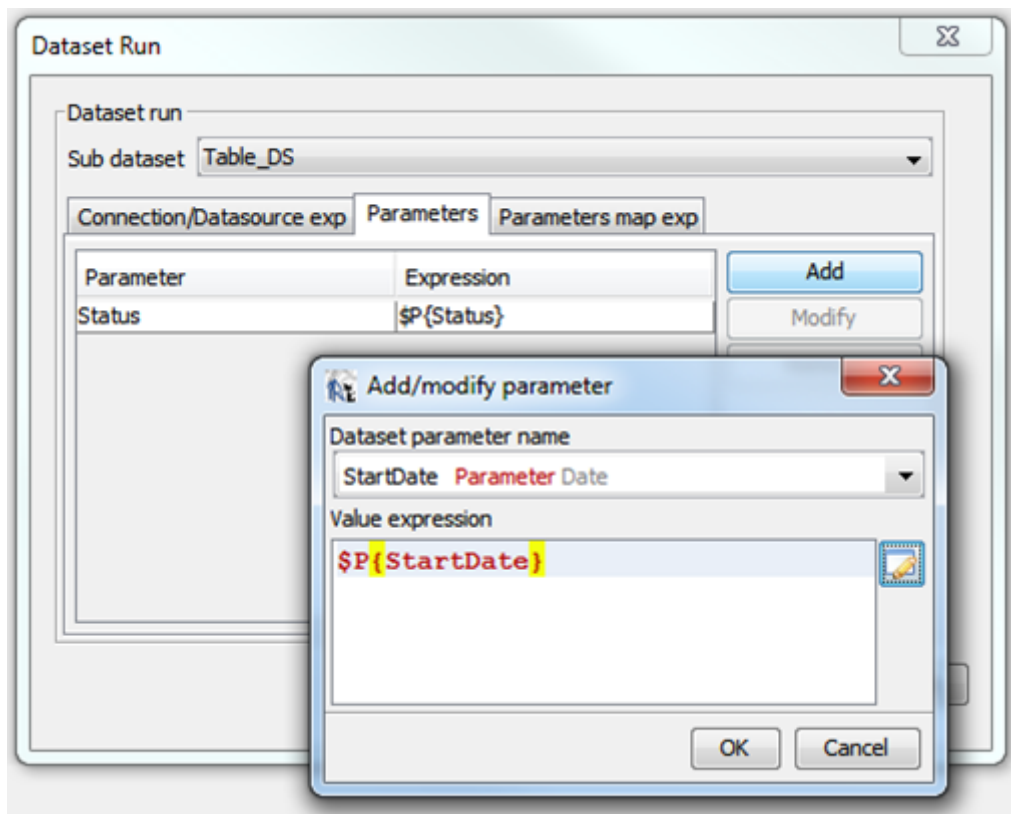 Dataset Run
Dataset run
Sub dataset Table_DS
Connection/Datasource exp Parameters Parameters map exp
Parameter Expression Add
Status $P{Status} Modify
Add/modify parameter
Dataset parameter name
StartDate Parameter Date
Value expression
$P{StartDate}
OK Cancel